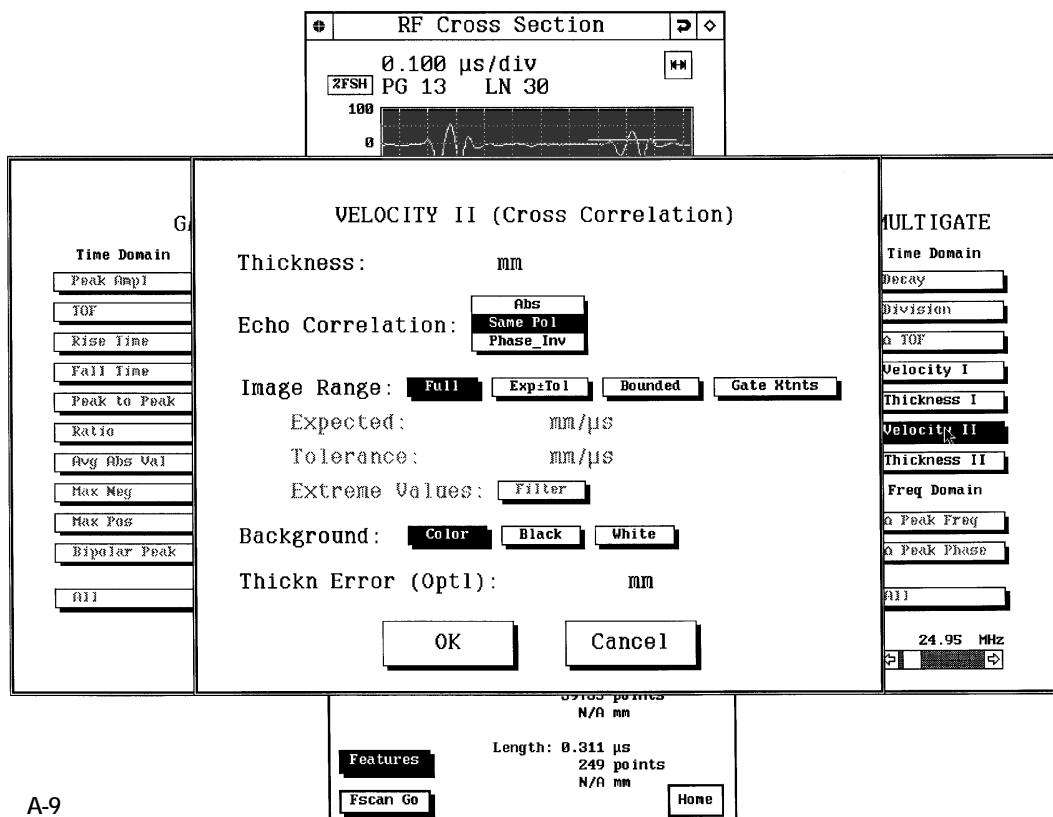 RF Cross Section
0.100 µs/div
%FSH PG 13 LN 30
100
0
VELOCITY II (Cross Correlation)
Thickness: mm
Echo Correlation:
Abs
Same Pol
Phase_Inv
Image Range: Full Exp±Tol Bounded Gate Xtnts
Expected: mm/µs
Tolerance: mm/µs
Extreme Values: Filter
Background: Color Black White
Thickn Error (Optl): mm
OK Cancel
Time Domain
Peak Ampl
TOF
Rise Time
Fall Time
Peak to Peak
Ratio
Avg Abs Val
Max Neg
Max Pos
Bipolar Peak
All
MULTIGATE
Time Domain
Decay
Division
Δ TOF
Velocity I
Thickness I
Velocity II
Thickness II
Freq Domain
Δ Peak Freq
Δ Peak Phase
All
24.95 MHz
points
N/A mm
Length: 0.311 µs
249 points
N/A mm
Features
Fscan Go
Home
A-9